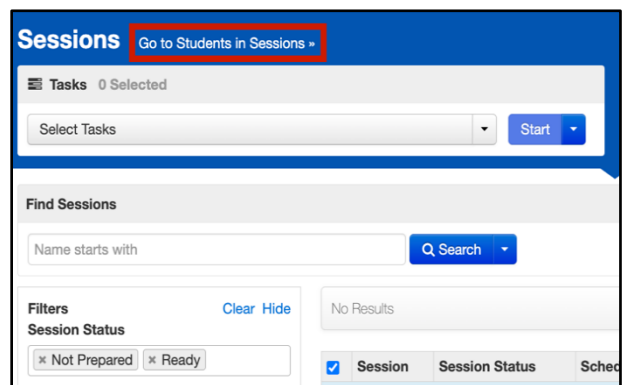 Sessions Go to Students in Sessions »
Tasks 0 Selected
Select Tasks Start
Find Sessions
Name starts with Search
Filters Clear Hide No Results
Session Status
× Not Prepared × Ready
Session Session Status Sched